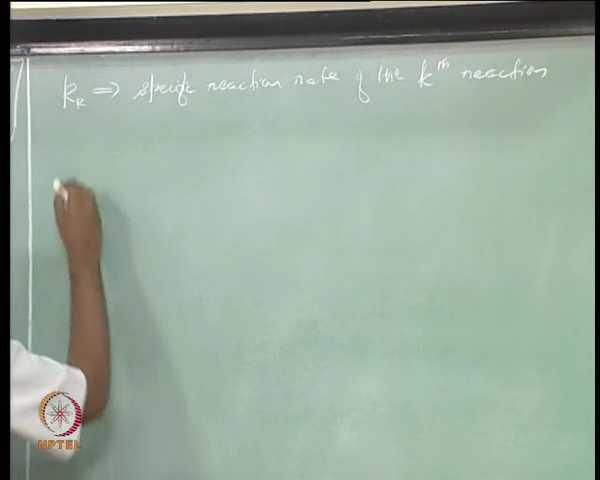 k_k ⇒ specific reaction rate of the k^th reaction
NPTEL